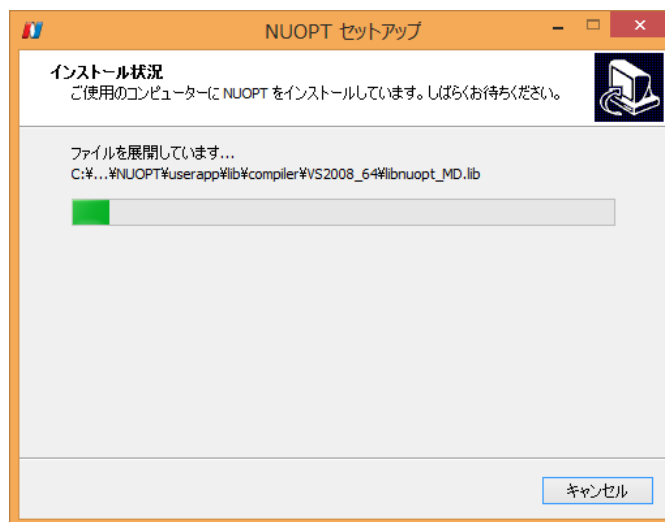 NUOPT セットアップ
インストール状況
ご使用のコンピューターに NUOPT をインストールしています。しばらくお待ちください。
ファイルを展開しています...
C:¥...¥NUOPT¥userapp¥lib¥compiler¥VS2008_64¥libnuopt_MD.lib
キャンセル